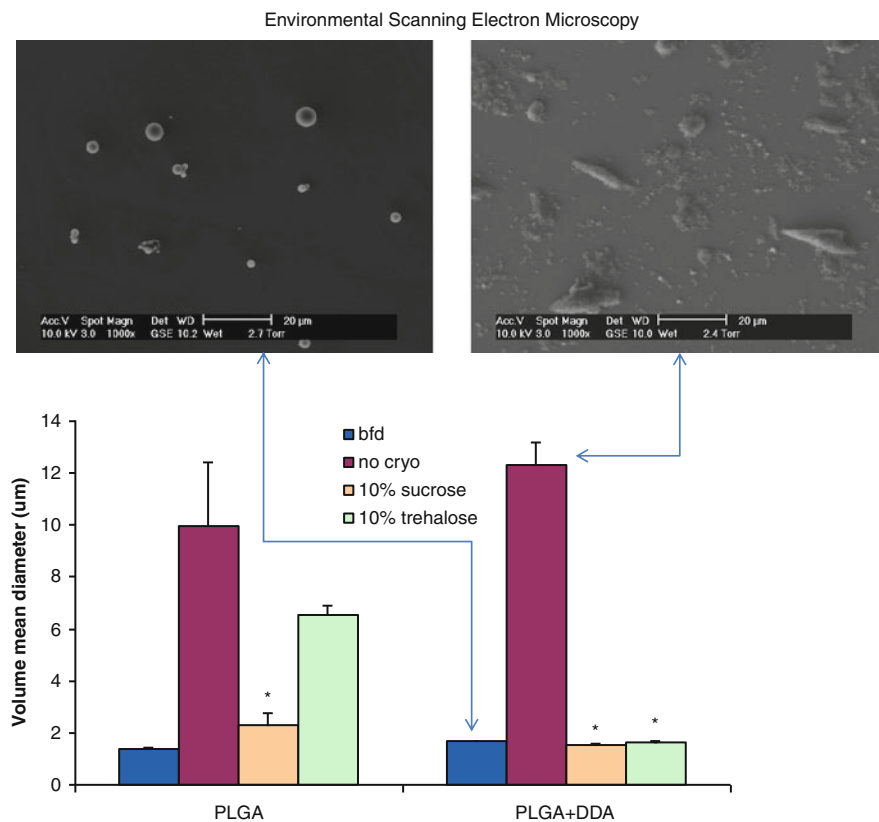 Environmental Scanning Electron Microscopy
Acc.V Spot Magn Det WD 20 µm
10.0 kV 3.0 1000x GSE 10.2 Wet 2.7 Torr
Acc.V Spot Magn Det WD 20 µm
10.0 kV 3.0 1000x GSE 10.0 Wet 2.4 Torr
Volume mean diameter (um)
14
12
10
8
6
4
2
0
bfd
no cryo
10% sucrose
10% trehalose
*
*
*
PLGA
PLGA+DDA